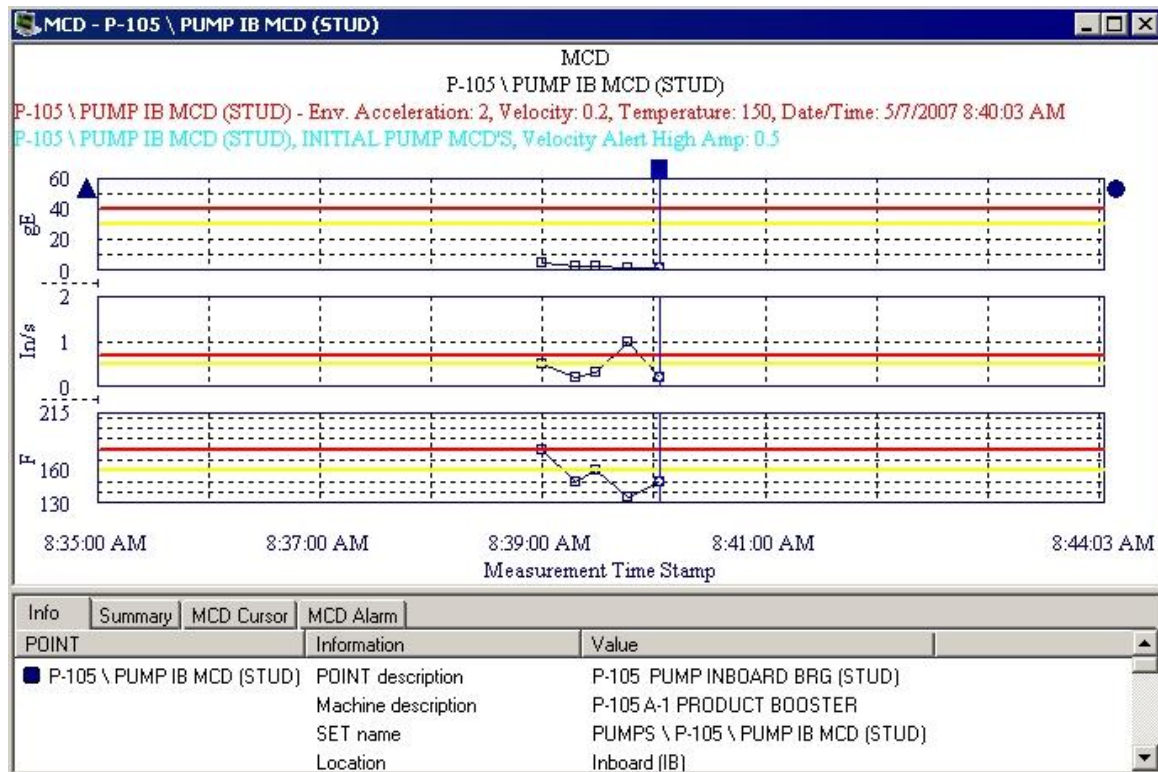 MCD - P-105 \ PUMP IB MCD (STUD)
MCD
P-105 \ PUMP IB MCD (STUD)
P-105 \ PUMP IB MCD (STUD) - Env. Acceleration: 2, Velocity: 0.2, Temperature: 150, Date/Time: 5/7/2007 8:40:03 AM
P-105 \ PUMP IB MCD (STUD), INITIAL PUMP MCD'S, Velocity Alert High Amp: 0.5
60
40
20
0
gE
2
1
0
In/s
215
160
130
F
8:35:00 AM 8:37:00 AM 8:39:00 AM 8:41:00 AM 8:44:03 AM
Measurement Time Stamp
Info Summary MCD Cursor MCD Alarm
POINT Information Value
P-105 \ PUMP IB MCD (STUD) POINT description P-105 PUMP INBOARD BRG (STUD)
Machine description P-105 A-1 PRODUCT BOOSTER
SET name PUMPS \ P-105 \ PUMP IB MCD (STUD)
Location Inboard (IB)